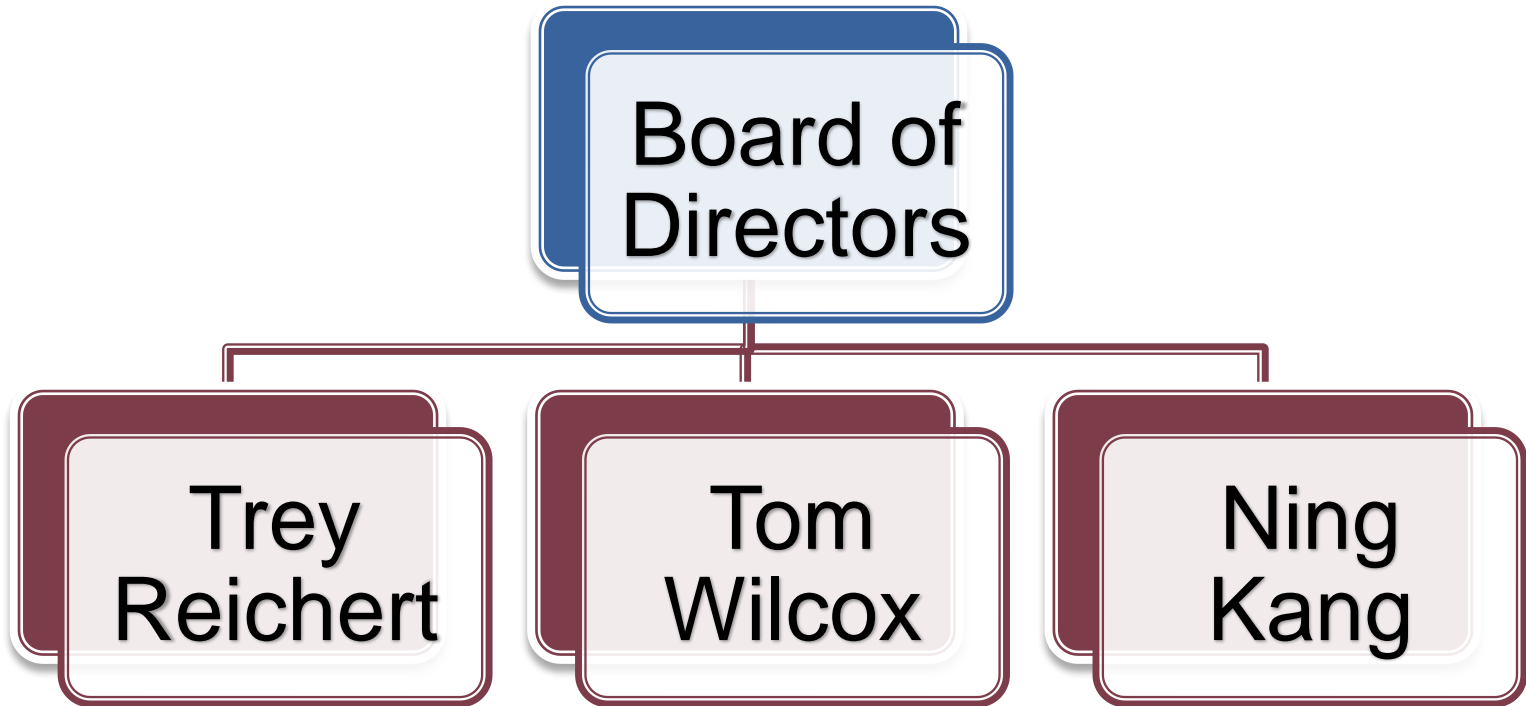 Board of
Directors
Trey
Reichert
Tom
Wilcox
Ning
Kang